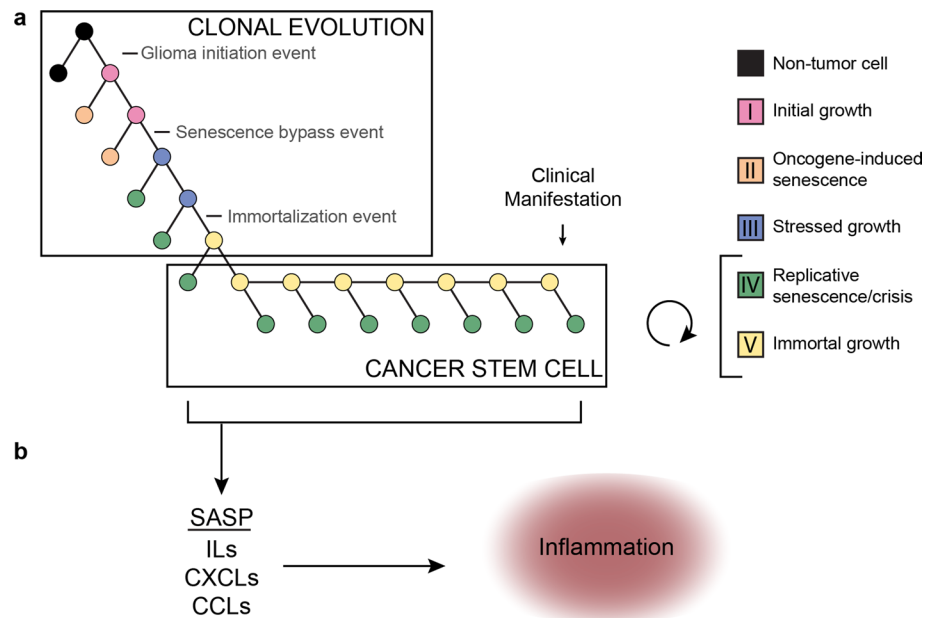 a
CLONAL EVOLUTION
Glioma initiation event
Senescence bypass event
Immortalization event
Clinical
Manifestation
CANCER STEM CELL
Non-tumor cell
I
Initial growth
II
Oncogene-induced
senescence
III
Stressed growth
IV
Replicative
senescence/crisis
V
Immortal growth
b
SASP
ILs
CXCLs
CCLs
Inflammation